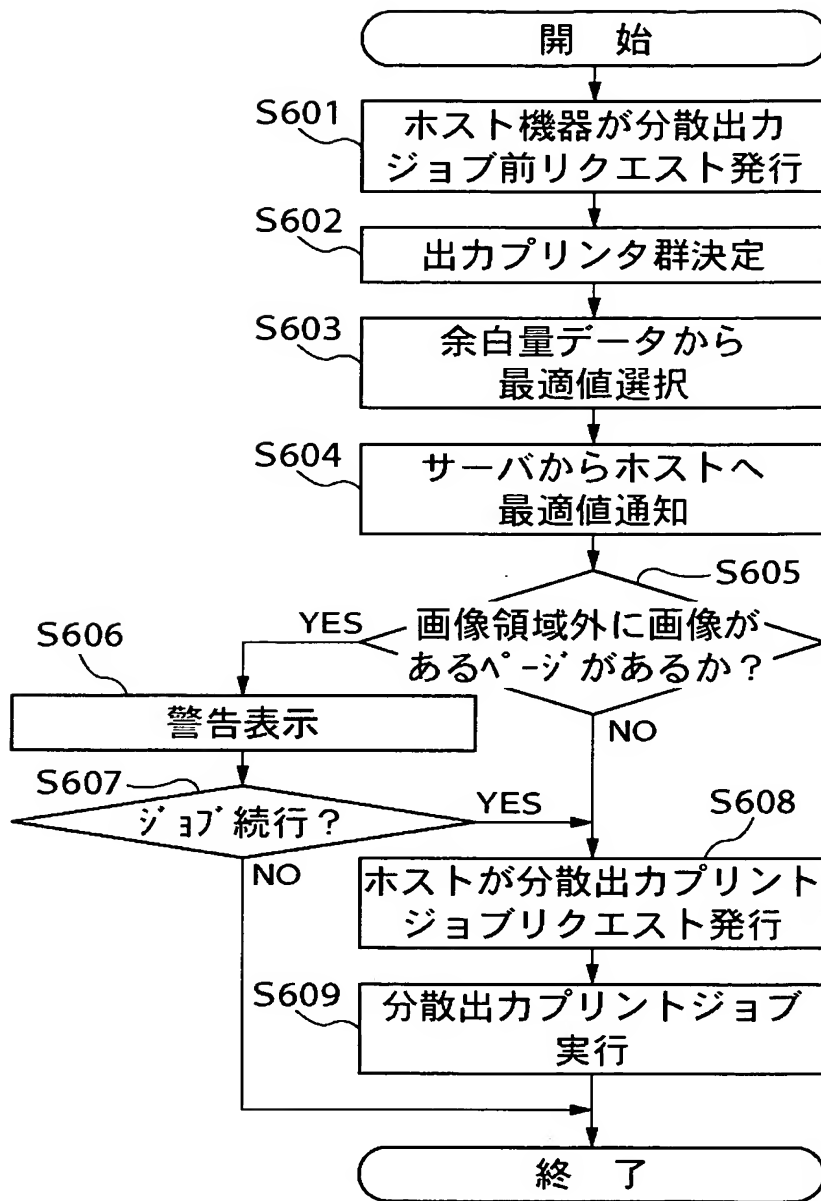 開 始
S601
ホスト機器が分散出力
ジョブ前リクエスト発行
S602
出力プリンタ群決定
S603
余白量データから
最適値選択
S604
サーバからホストへ
最適値通知
S605
画像領域外に画像が
あるページがあるか?
YES
NO
S606
警告表示
S607
ジョブ続行?
YES
NO
S608
ホストが分散出力プリント
ジョブリクエスト発行
S609
分散出力プリントジョブ
実行
終 了